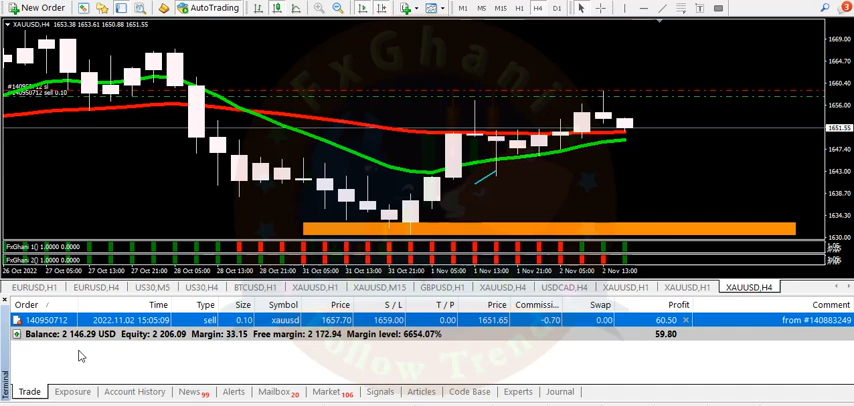 New Order AutoTrading M1 M5 M15 M30 H1 H4 D1 3
XAUUSD,H4 1653.38 1653.61 1650.88 1651.55
1669.00
1664.70
1660.40
#140950712 sl
#140950712 sell 0.10
1656.00
1651.55
1647.40
1643.00
1638.70
1634.30
1630.00
FxGhani
Follow Trend
FxGhani 1() 1.0000 0.0000
FxGhani 2() 1.0000 0.0000
26 Oct 2022 27 Oct 05:00 27 Oct 13:00 27 Oct 21:00 28 Oct 05:00 28 Oct 13:00 28 Oct 21:00 31 Oct 05:00 31 Oct 13:00 31 Oct 21:00 1 Nov 05:00 1 Nov 13:00 1 Nov 21:00 2 Nov 05:00 2 Nov 13:00
EURUSD,H1 EURUSD,H4 US30,M5 US30,H4 BTCUSD,H1 XAUUSD,H1 XAUUSD,M15 GBPUSD,H1 XAUUSD,H4 USDCAD,H4 XAUUSD,H1 XAUUSD,H1 XAUUSD,H4
Order / Time Type Size Symbol Price S / L T / P Price Commissi... Swap Profit Comment
140950712 2022.11.02 15:05:09 sell 0.10 xauusd 1657.70 1659.00 0.00 1651.65 -0.70 0.00 60.50 from #140883249
Balance: 2 146.29 USD Equity: 2 206.09 Margin: 33.15 Free margin: 2 172.94 Margin level: 6654.07% 59.80
Terminal
Trade Exposure Account History News 99 Alerts Mailbox 20 Market 106 Signals Articles Code Base Experts Journal